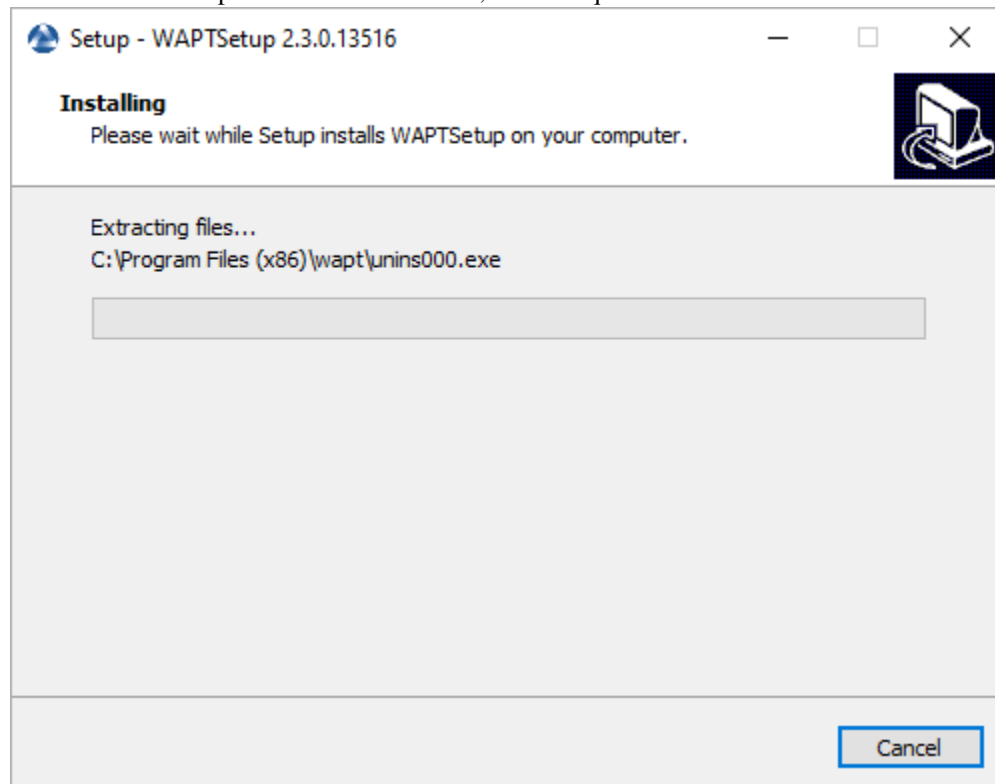 Setup - WAPTSetup 2.3.0.13516
Installing
Please wait while Setup installs WAPTSetup on your computer.
Extracting files...
C:\Program Files (x86)\wapt\unins000.exe
Cancel